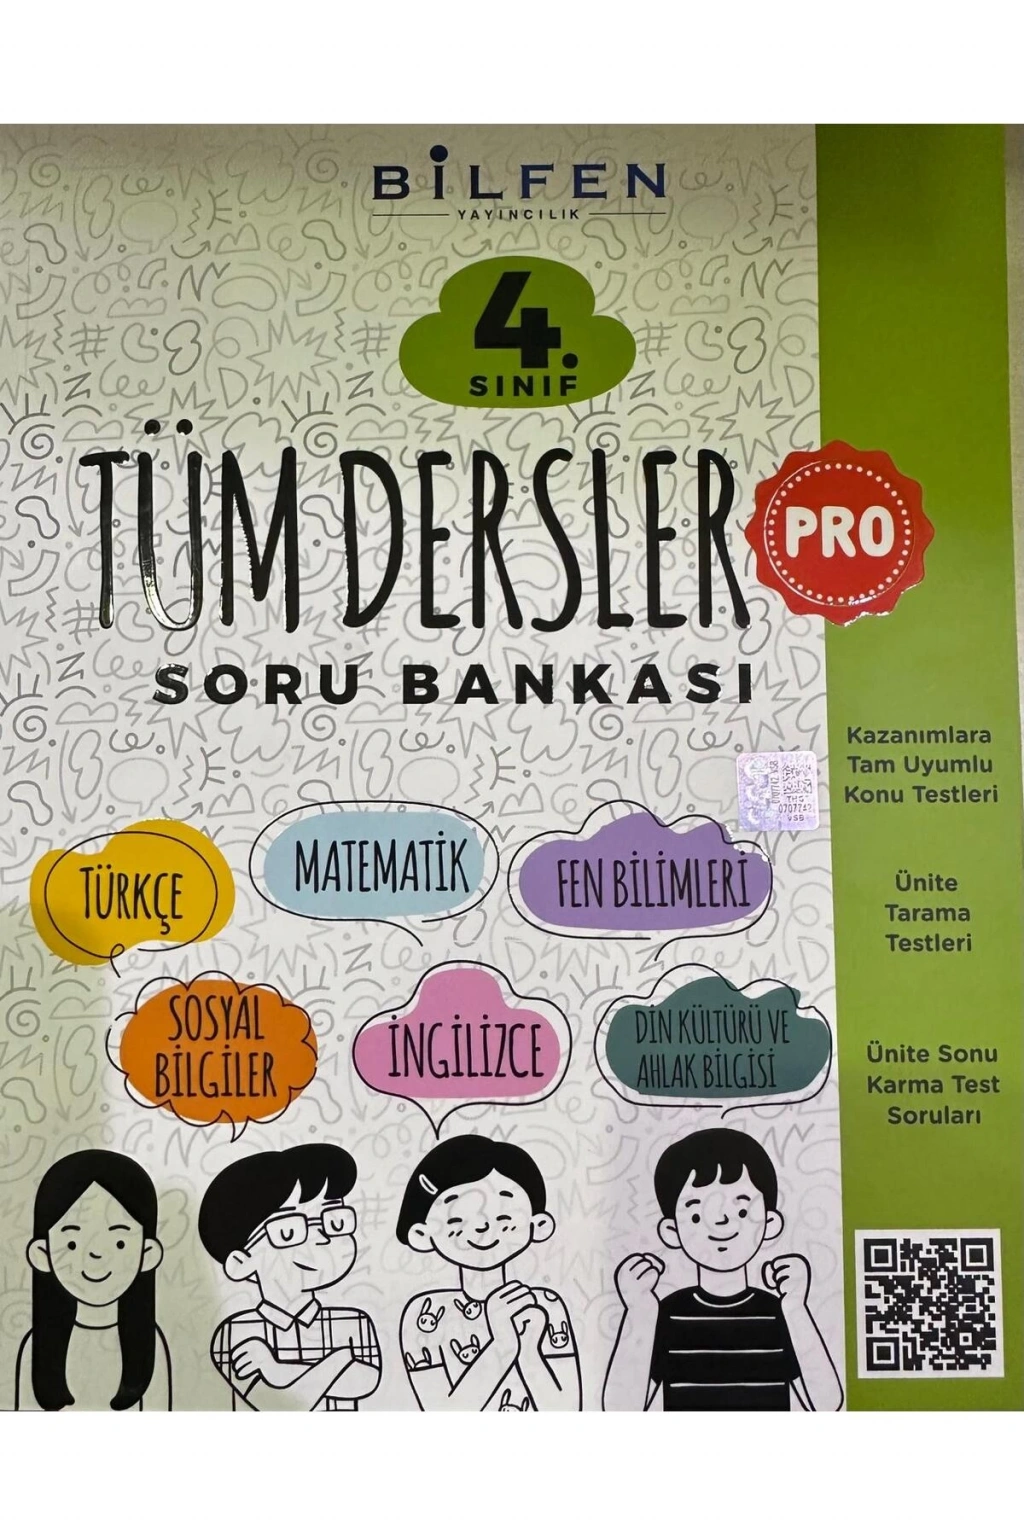 BİLFEN
YAYINCILIK
4.
SINIF
TÜM DERSLER
PRO
SORU BANKASI
Kazanımlara
Tam Uyumlu
Konu Testleri
Ünite
Tarama
Testleri
Ünite Sonu
Karma Test
Soruları
TÜRKÇE
MATEMATİK
FEN BİLİMLERİ
SOSYAL
BİLGİLER
İNGİLİZCE
DİN KÜLTÜRÜ VE
AHLAK BİLGİSİ